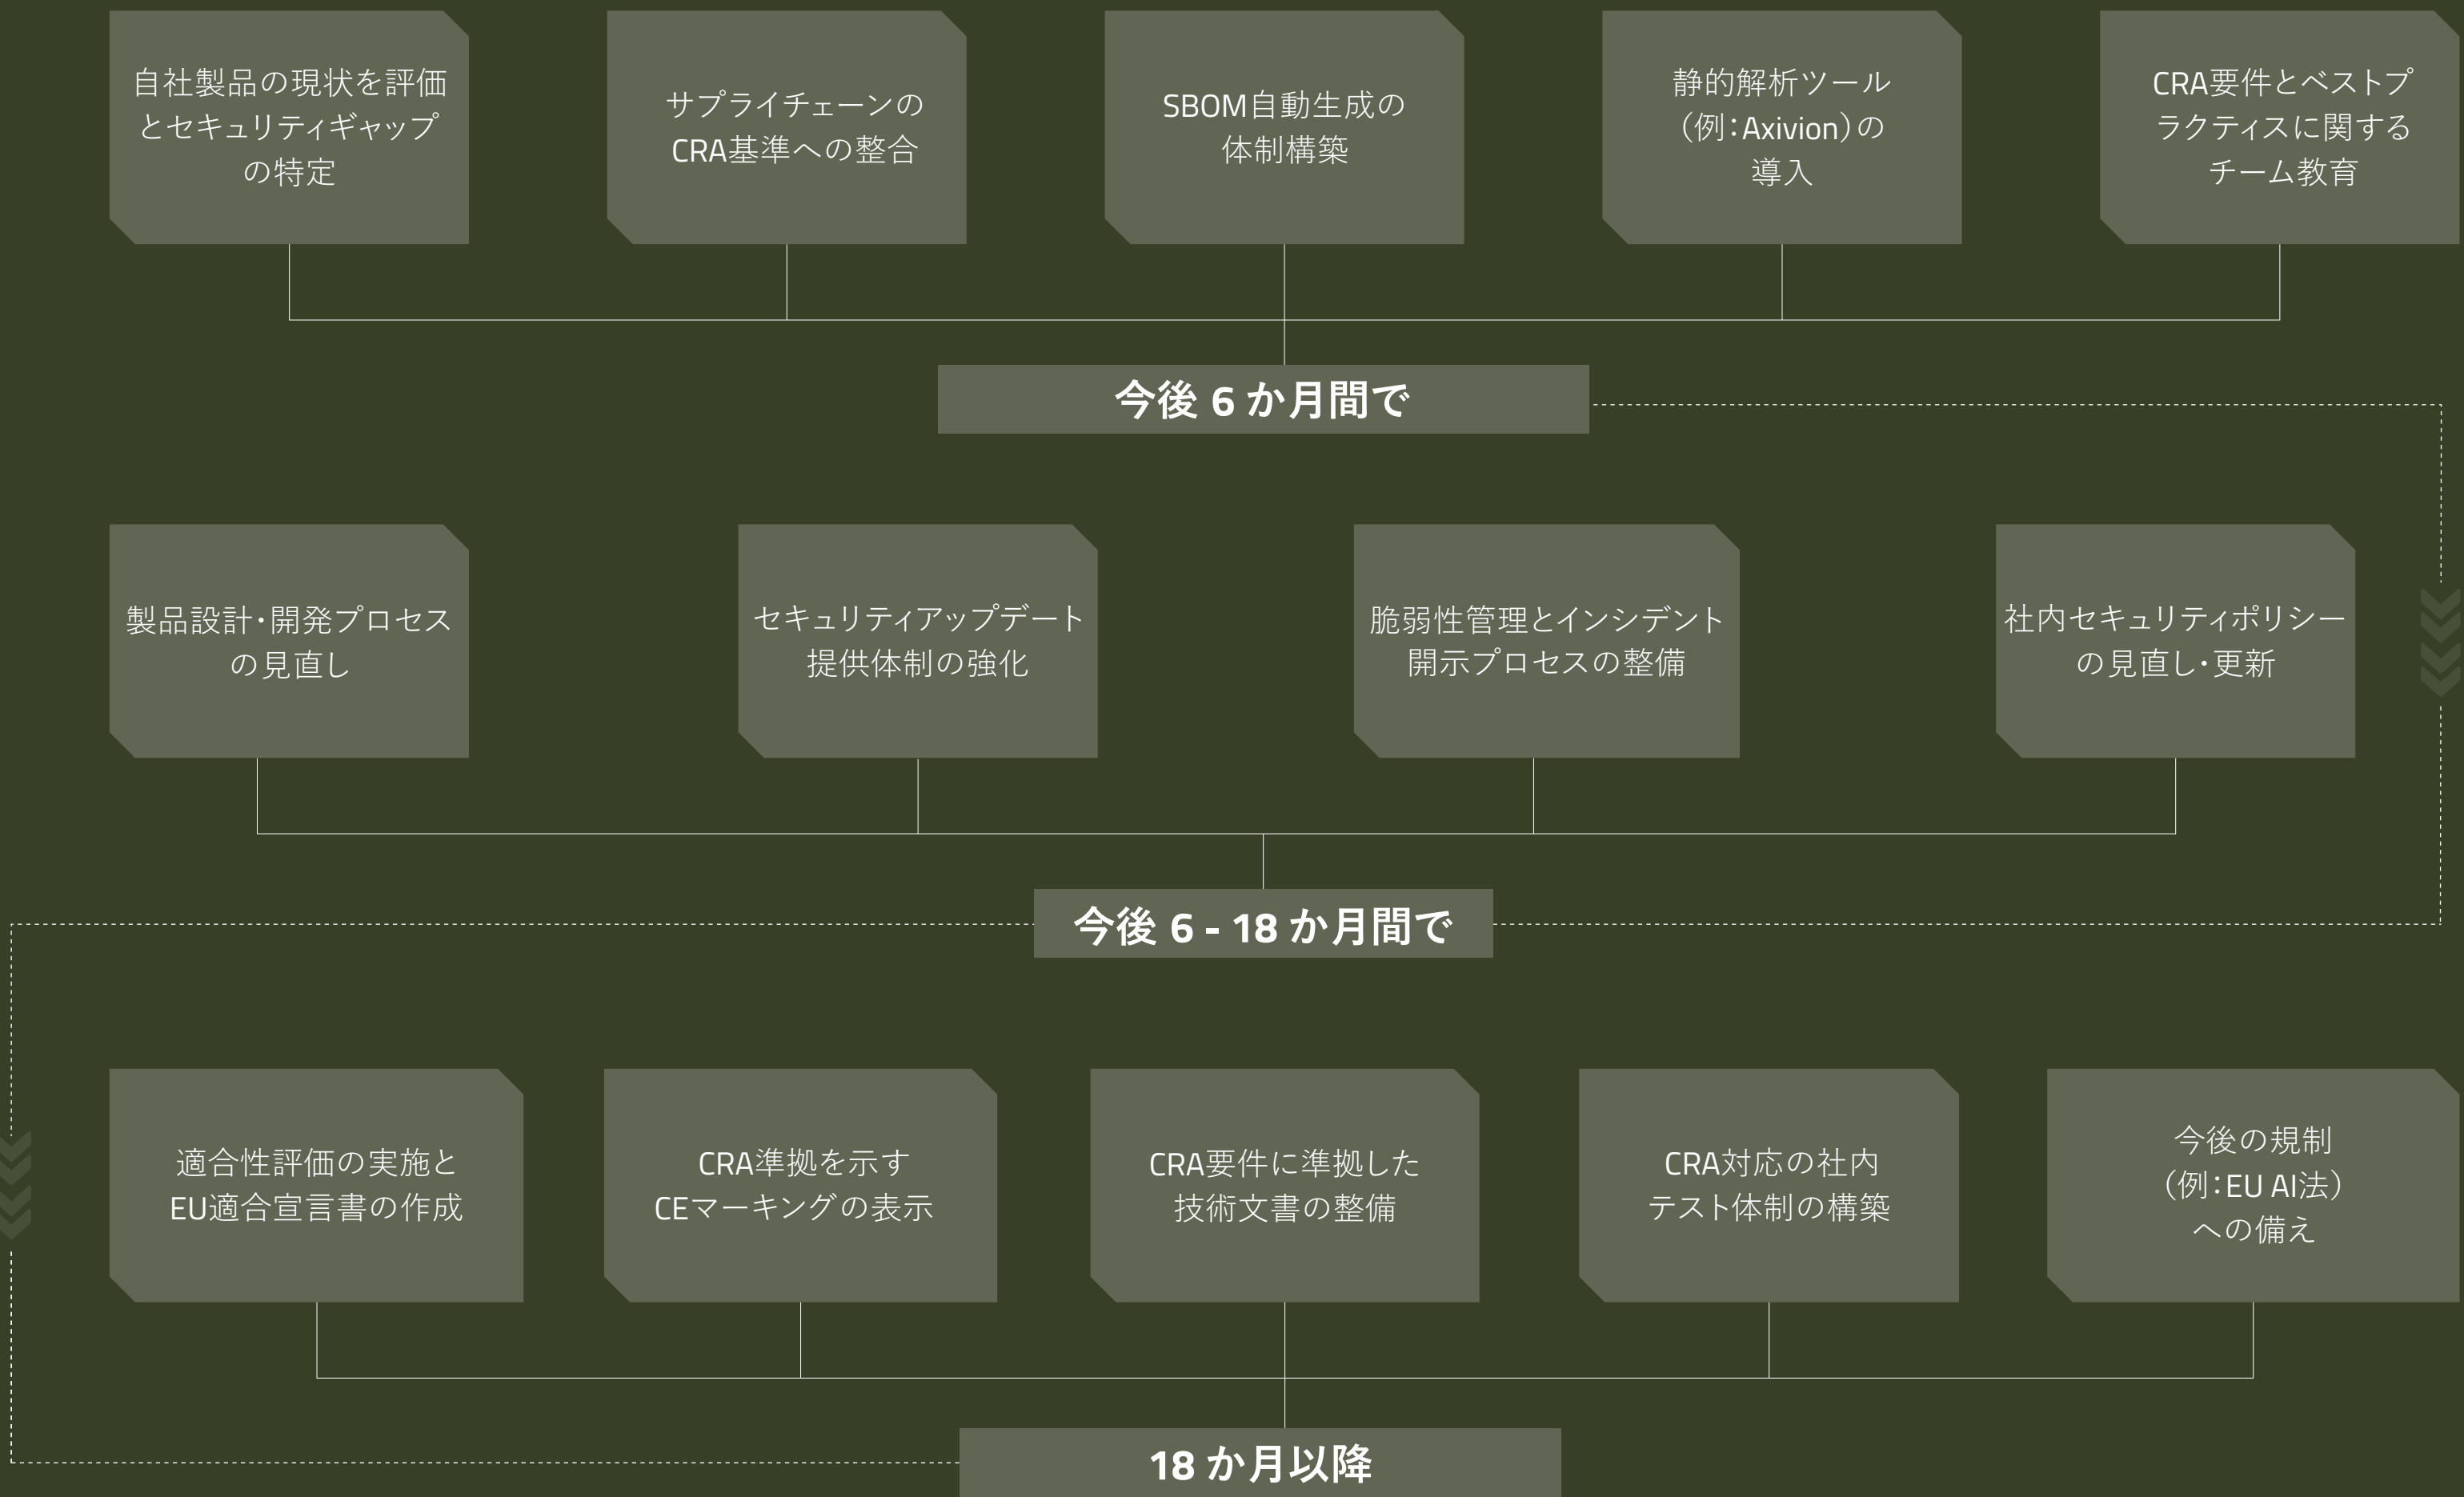 自社製品の現状を評価
とセキュリティギャップ
の特定
サプライチェーンの
CRA基準への整合
SBOM自動生成の
体制構築
静的解析ツール
（例：Axivion）の
導入
CRA要件とベストプ
ラクティスに関する
チーム教育
今後 6 か月間で
製品設計・開発プロセス
の見直し
セキュリティアップデート
提供体制の強化
脆弱性管理とインシデント
開示プロセスの整備
社内セキュリティポリシー
の見直し・更新
今後 6 - 18 か月間で
適合性評価の実施と
EU適合宣言書の作成
CRA準拠を示す
CEマーキングの表示
CRA要件に準拠した
技術文書の整備
CRA対応の社内
テスト体制の構築
今後の規制
（例：EU AI法）
への備え
18 か月以降